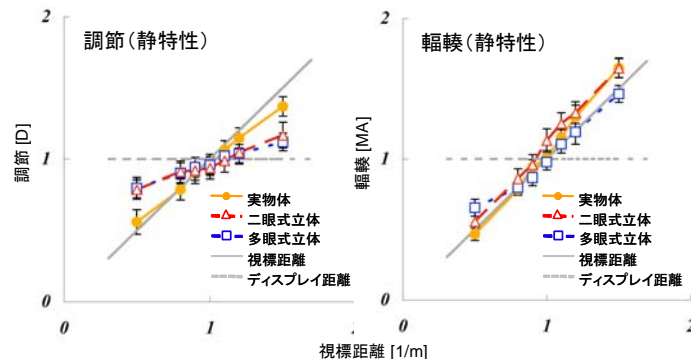 調節(静特性)
2
1
0
調節 [D]
実物体
二眼式立体
多眼式立体
視標距離
ディスプレイ距離
0
1
輻輳(静特性)
2
1
0
輻輳 [MA]
実物体
二眼式立体
多眼式立体
視標距離
ディスプレイ距離
0
1
2
視標距離 [1/m]